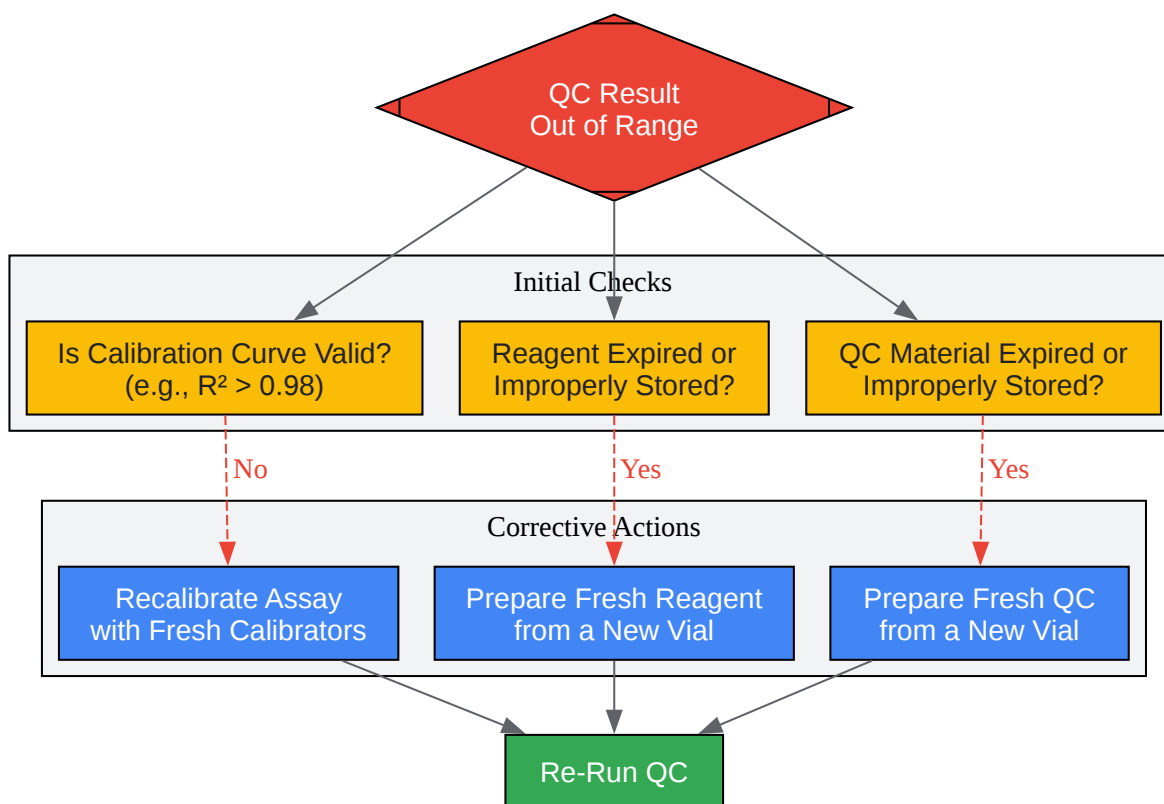 QC Result
Out of Range
Initial Checks
Is Calibration Curve Valid?
(e.g., R² > 0.98)
Reagent Expired or
Improperly Stored?
QC Material Expired or
Improperly Stored?
No
Yes
Yes
Corrective Actions
Recalibrate Assay
with Fresh Calibrators
Prepare Fresh Reagent
from a New Vial
Prepare Fresh QC
from a New Vial
Re-Run QC